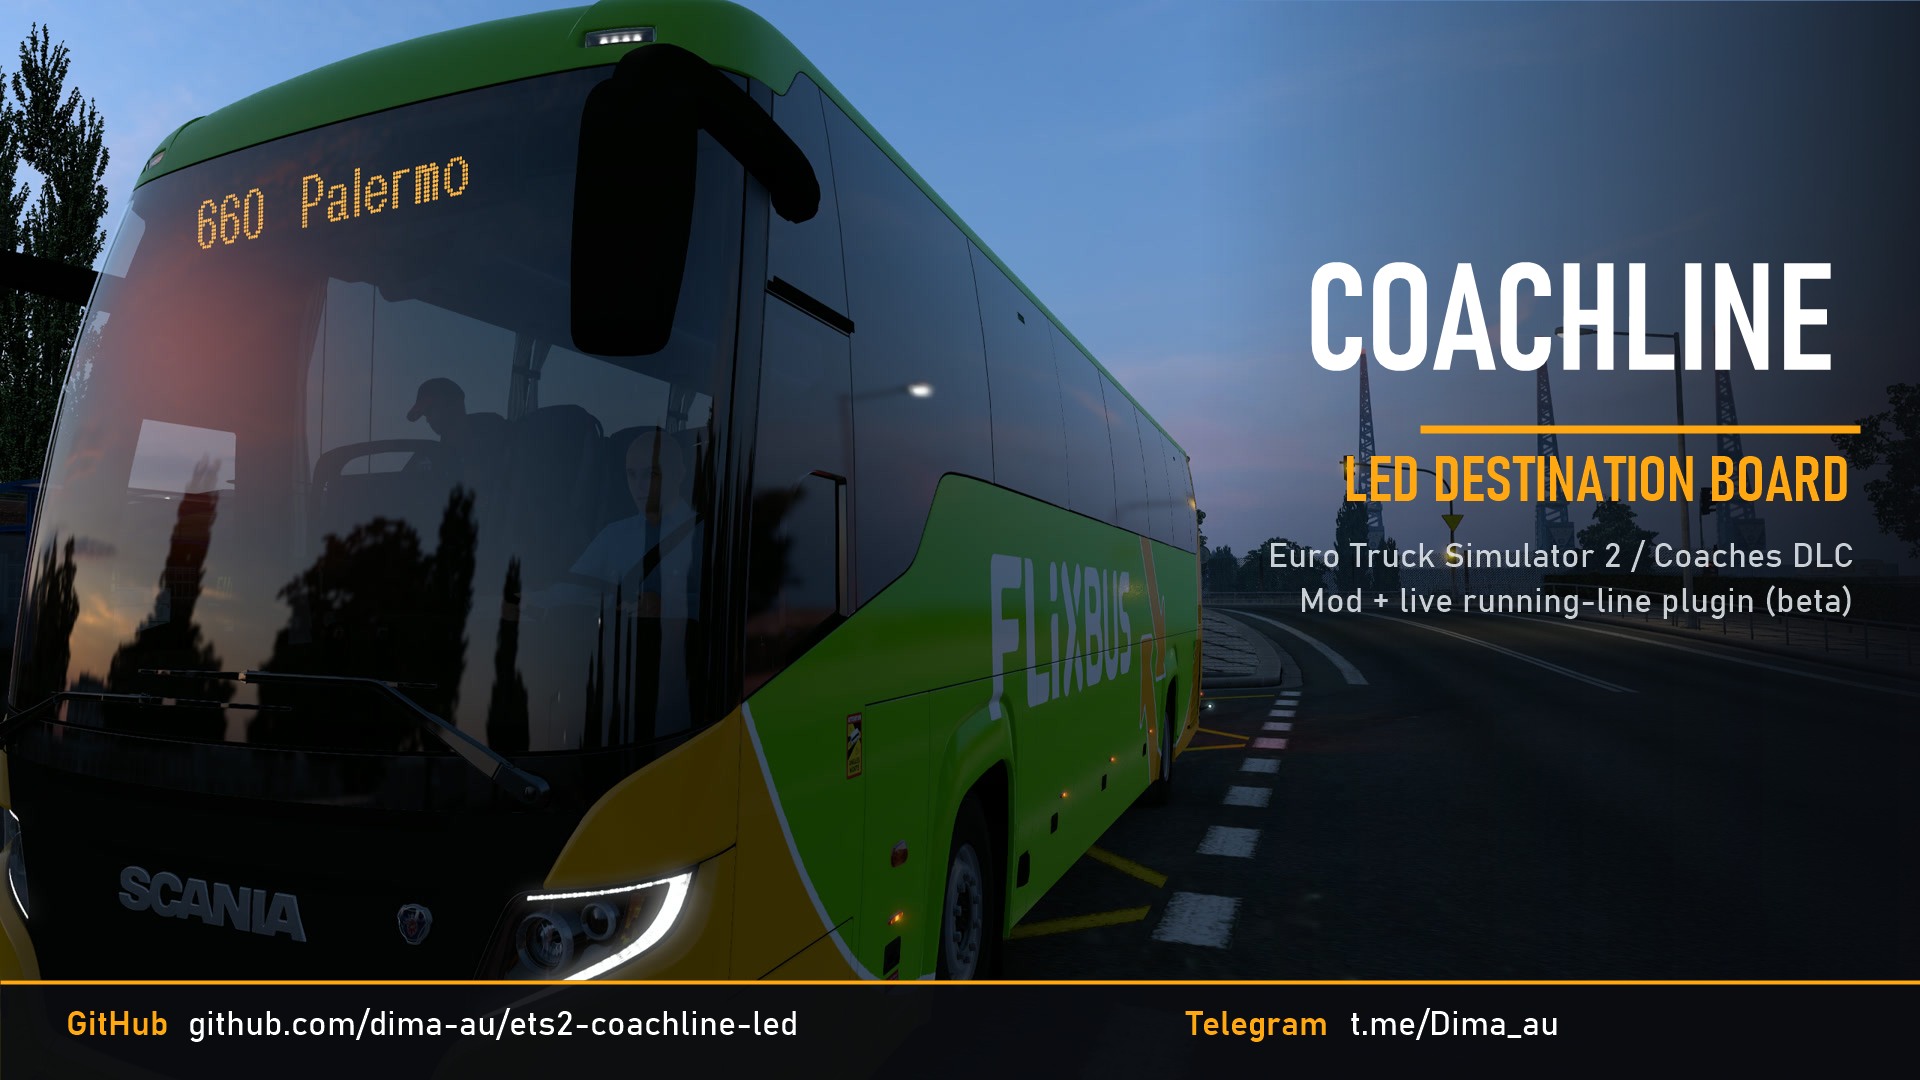 660 Palermo
COACHLINE
LED DESTINATION BOARD
Euro Truck Simulator 2 / Coaches DLC
Mod + live running-line plugin (beta)
FLiXBUS
SCANIA
GitHub github.com/dima-au/ets2-coachline-led
Telegram t.me/Dima_au